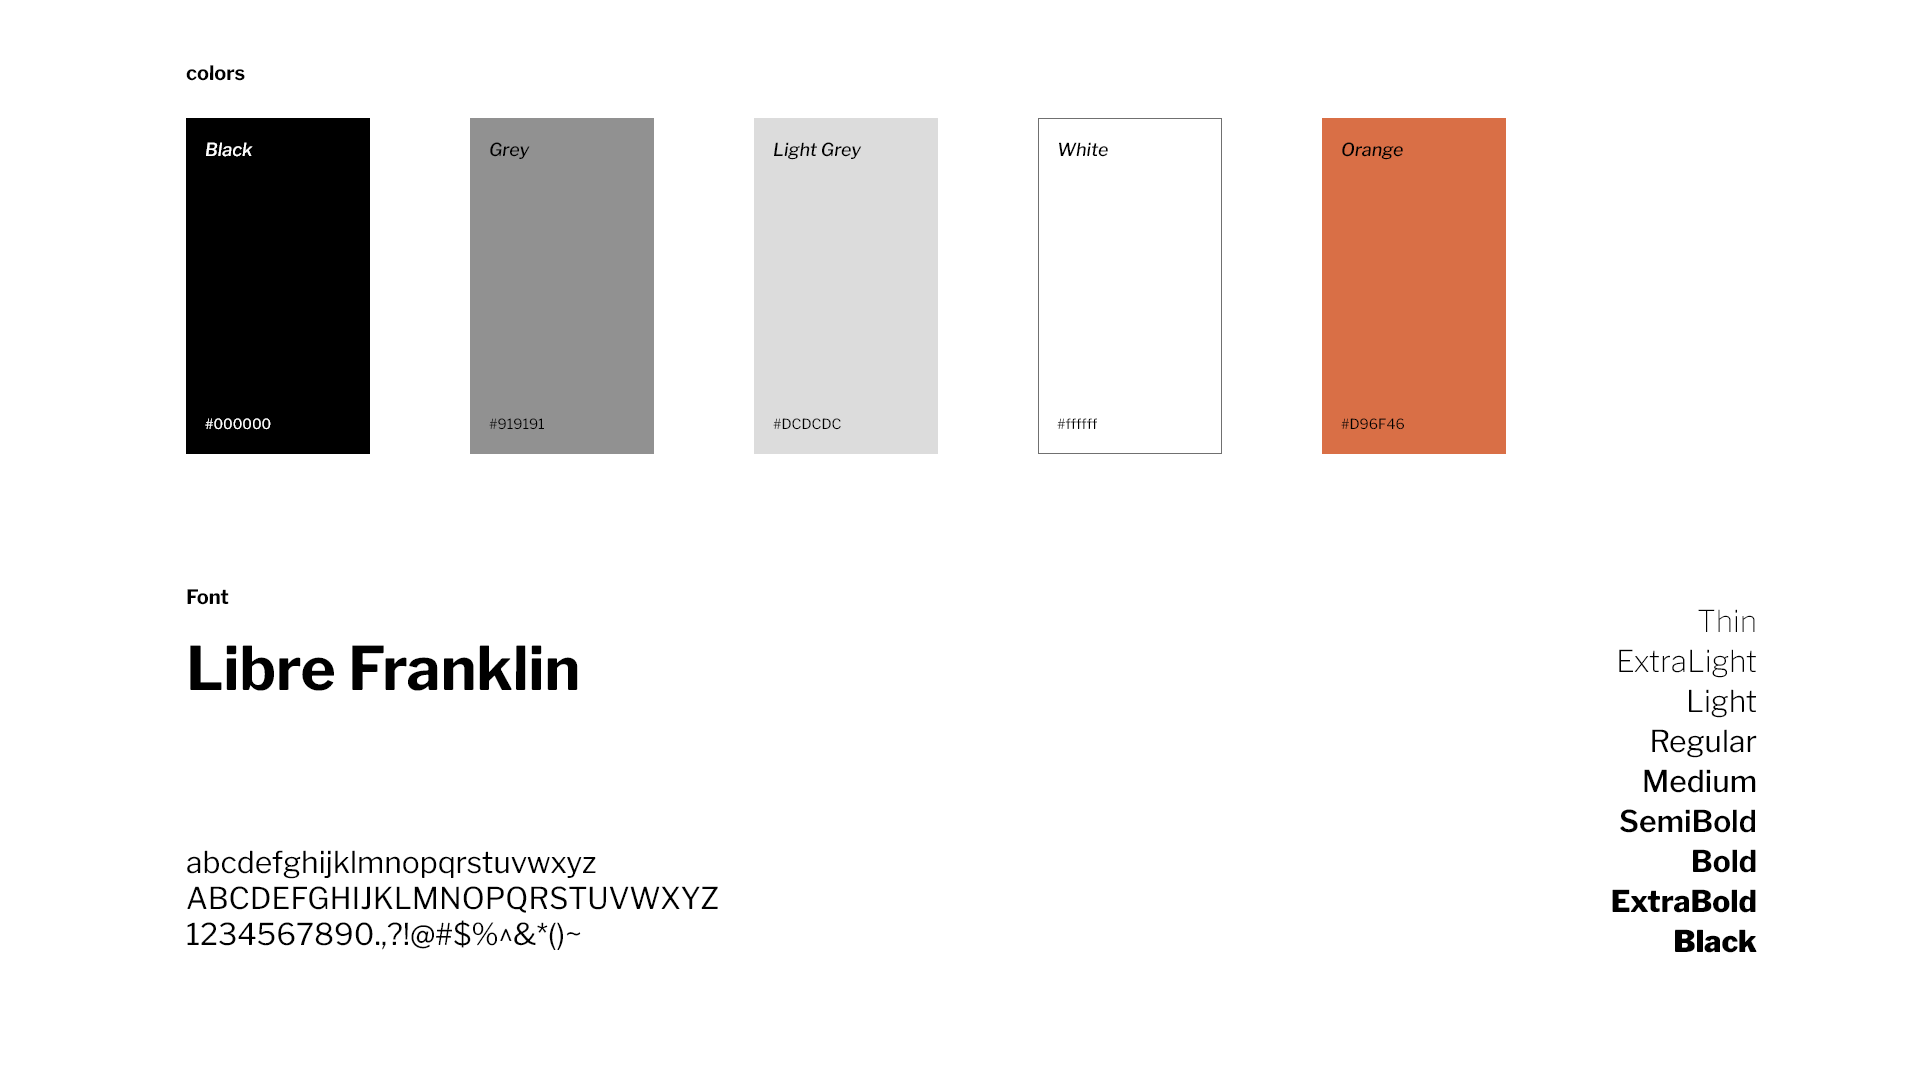 colors
Black
Grey
Light Grey
White
Orange
#000000
#919191
#DCDCDC
#ffffff
#D96F46
Font
Libre Franklin
Thin
ExtraLight
Light
Regular
Medium
SemiBold
Bold
ExtraBold
Black
abcdefghijklmnopqrstuvwxyz
ABCDEFGHIJKLMNOPQRSTUVWXYZ
1234567890.,?!@#$%^&*()~